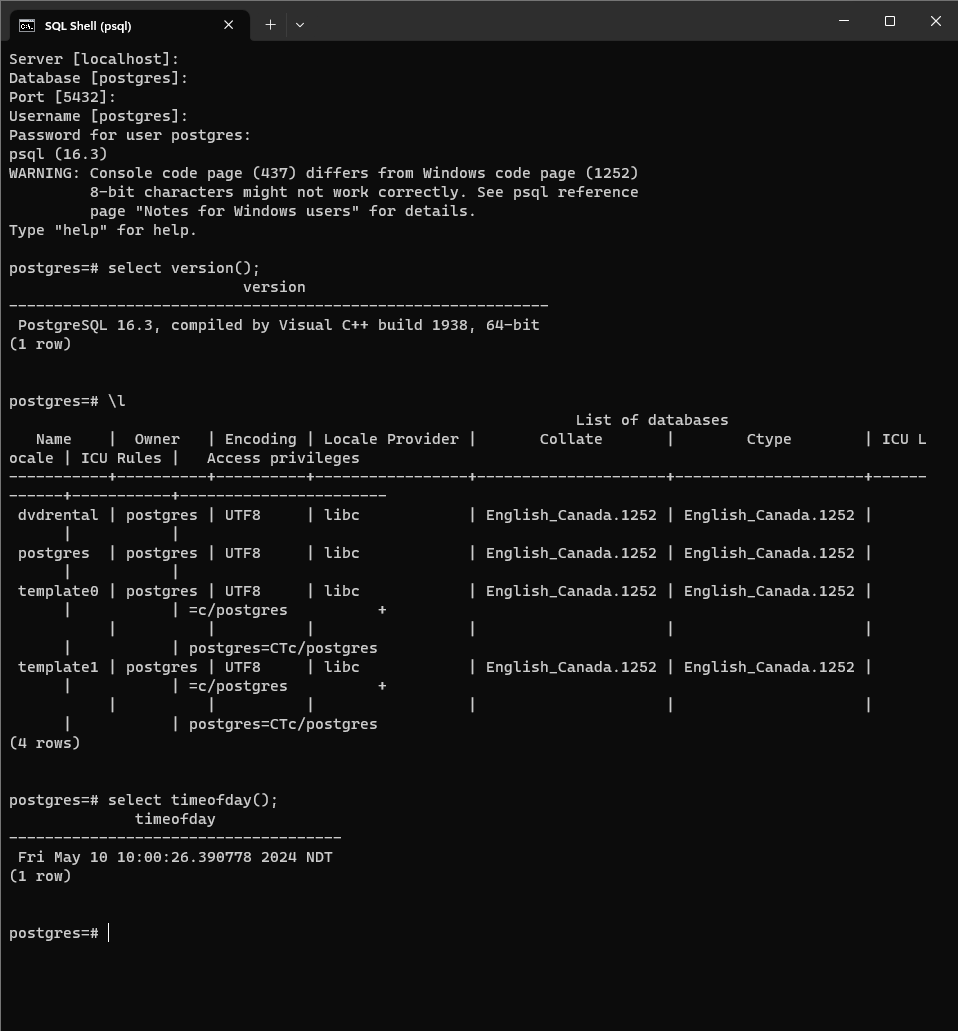 SQL Shell (psql)
Server [localhost]:
Database [postgres]:
Port [5432]:
Username [postgres]:
Password for user postgres:
psql (16.3)
WARNING: Console code page (437) differs from Windows code page (1252)
         8-bit characters might not work correctly. See psql reference
         page "Notes for Windows users" for details.
Type "help" for help.

postgres=# select version();
                          version
------------------------------------------------------------
 PostgreSQL 16.3, compiled by Visual C++ build 1938, 64-bit
(1 row)


postgres=# \l
                                                               List of databases
   Name    |  Owner   | Encoding | Locale Provider |       Collate       |        Ctype        | ICU L
ocale | ICU Rules |   Access privileges
-----------+----------+----------+-----------------+---------------------+---------------------+------
------+-----------+-----------------------
 dvdrental | postgres | UTF8     | libc            | English_Canada.1252 | English_Canada.1252 |
      |           |
 postgres  | postgres | UTF8     | libc            | English_Canada.1252 | English_Canada.1252 |
      |           |
 template0 | postgres | UTF8     | libc            | English_Canada.1252 | English_Canada.1252 |
      |           | =c/postgres          +
           |          |          |                 |                     |                     |
      |           | postgres=CTc/postgres
 template1 | postgres | UTF8     | libc            | English_Canada.1252 | English_Canada.1252 |
      |           | =c/postgres          +
           |          |          |                 |                     |                     |
      |           | postgres=CTc/postgres
(4 rows)


postgres=# select timeofday();
              timeofday
-------------------------------------
 Fri May 10 10:00:26.390778 2024 NDT
(1 row)


postgres=#